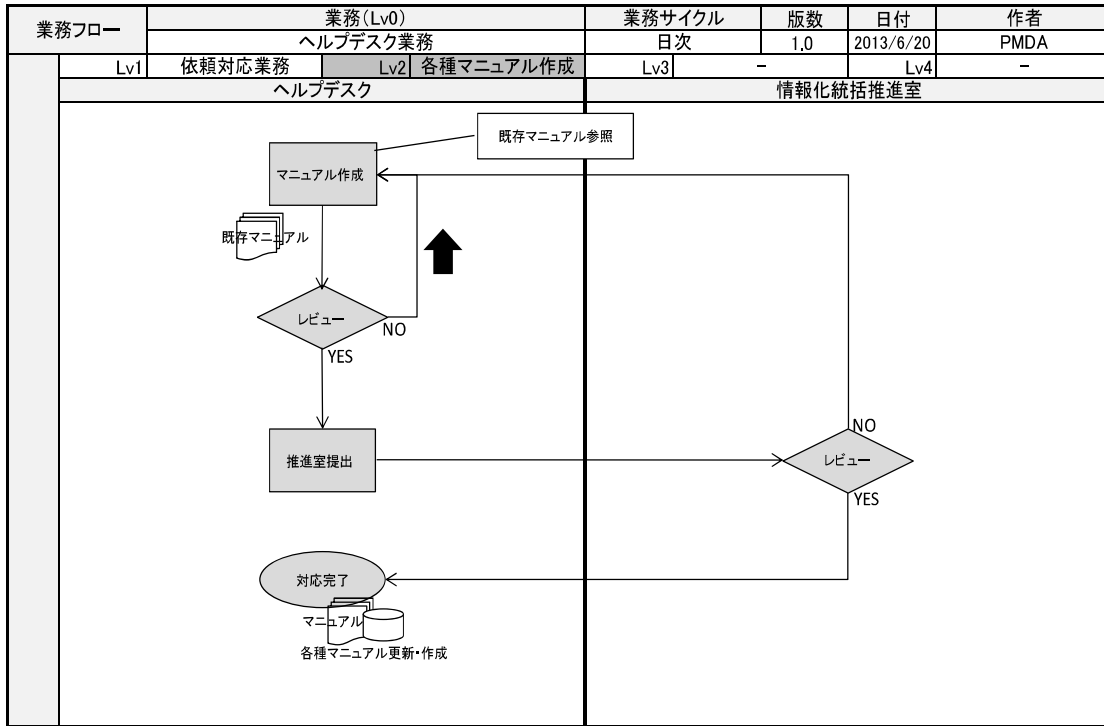 業務フロー 業務(Lv0) 業務サイクル 版数 日付 作者
ヘルプデスク業務 日次 1.0 2013/6/20 PMDA
Lv1 依頼対応業務 Lv2 各種マニュアル作成 Lv3 － Lv4 －
ヘルプデスク 情報化統括推進室
既存マニュアル参照
マニュアル作成
既存マニュアル
レビュー
NO
YES
推進室提出
NO
レビュー
YES
対応完了
マニュアル
各種マニュアル更新・作成